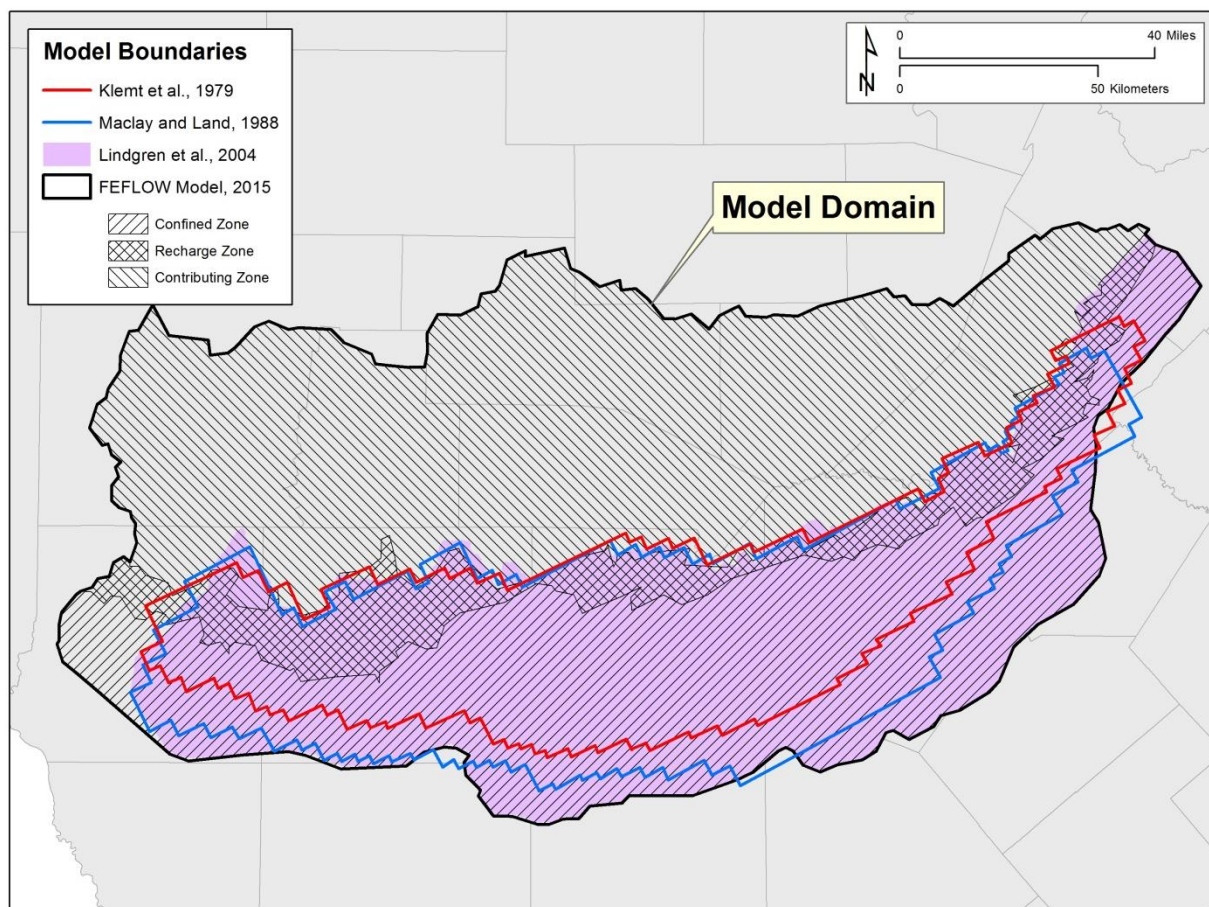 Model Boundaries
Klemt et al., 1979
Maclay and Land, 1988
Lindgren et al., 2004
FEFLOW Model, 2015
Confined Zone
Recharge Zone
Contributing Zone
N
0 40 Miles
0 50 Kilometers
Model Domain